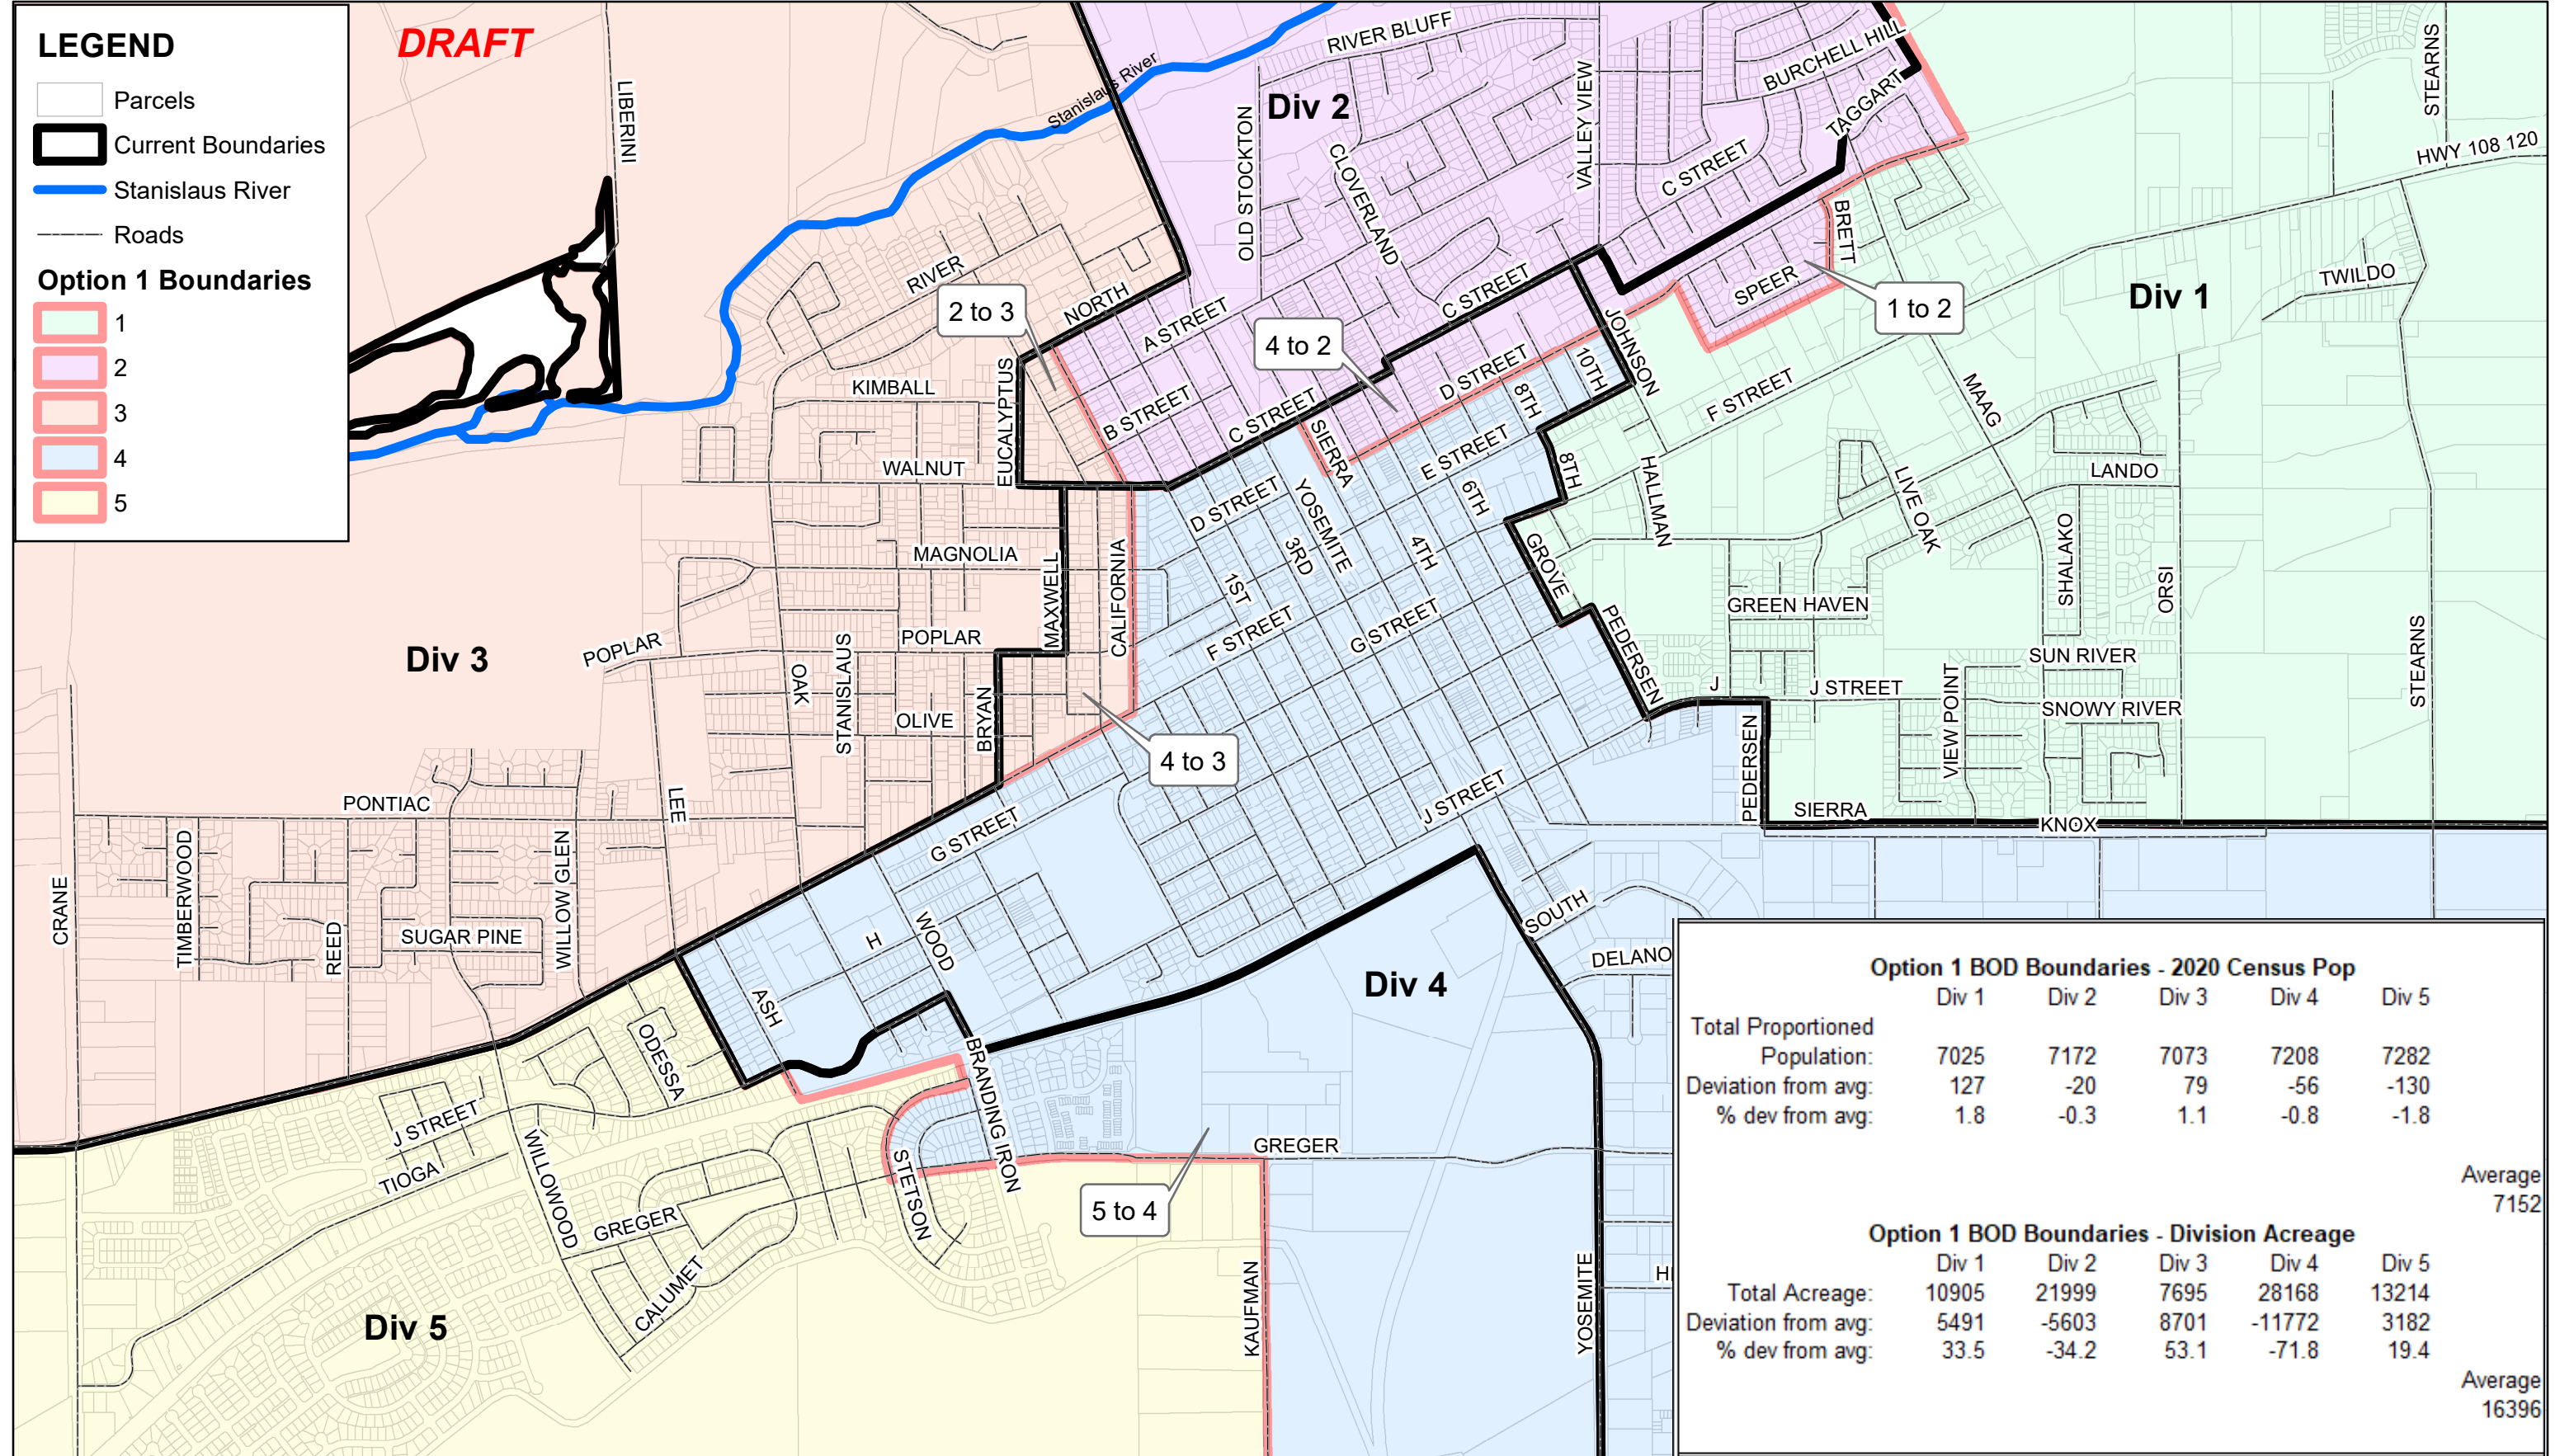 LEGEND
Parcels
Current Boundaries
Stanislaus River
Roads
Option 1 Boundaries
1
2
3
4
5
DRAFT
LIBERINI
Stanislaus River
RIVER BLUFF
Div 2
OLD STOCKTON
CLOVERLAND
VALLEY VIEW
BURCHELL HILL
TAGGART
C STREET
STEARNS
HWY 108 120
BRETT
SPEER
1 to 2
Div 1
TWILDO
RIVER
2 to 3
NORTH
A STREET
4 to 2
C STREET
JOHNSON
KIMBALL
EUCALYPTUS
B STREET
C STREET
D STREET
10TH
8TH
F STREET
MAAG
SIERRA
WALNUT
E STREET
8TH
HALLMAN
LIVE OAK
LANDO
D STREET
YOSEMITE
6TH
MAGNOLIA
MAXWELL
CALIFORNIA
1ST
3RD
4TH
GROVE
SHALAKO
ORSI
GREEN HAVEN
Div 3
POPLAR
POPLAR
F STREET
G STREET
PEDERSEN
SUN RIVER
OAK
STANISLAUS
OLIVE
BRYAN
J
J STREET
VIEW POINT
SNOWY RIVER
STEARNS
4 to 3
PEDERSEN
PONTIAC
LEE
G STREET
J STREET
SIERRA
KNOX
CRANE
TIMBERWOOD
REED
SUGAR PINE
WILLOW GLEN
H
WOOD
SOUTH
DELANO
ASH
Div 4
ODESSA
BRANDING IRON
J STREET
TIOGA
WILLOWOOD
GREGER
STETSON
GREGER
5 to 4
CALUMET
KAUFMAN
YOSEMITE
H
Div 5
Option 1 BOD Boundaries - 2020 Census Pop
Div 1 Div 2 Div 3 Div 4 Div 5
Total Proportioned
Population: 7025 7172 7073 7208 7282
Deviation from avg: 127 -20 79 -56 -130
% dev from avg: 1.8 -0.3 1.1 -0.8 -1.8
Average
7152
Option 1 BOD Boundaries - Division Acreage
Div 1 Div 2 Div 3 Div 4 Div 5
Total Acreage: 10905 21999 7695 28168 13214
Deviation from avg: 5491 -5603 8701 -11772 3182
% dev from avg: 33.5 -34.2 53.1 -71.8 19.4
Average
16396